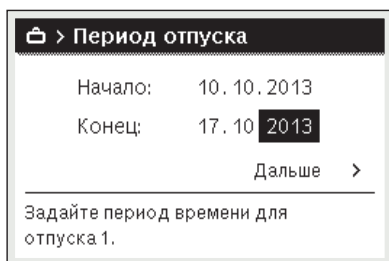 > Период отпуска
Начало: 10.10.2013
Конец: 17.10 2013
Дальше >
Задайте период времени для
отпуска 1.